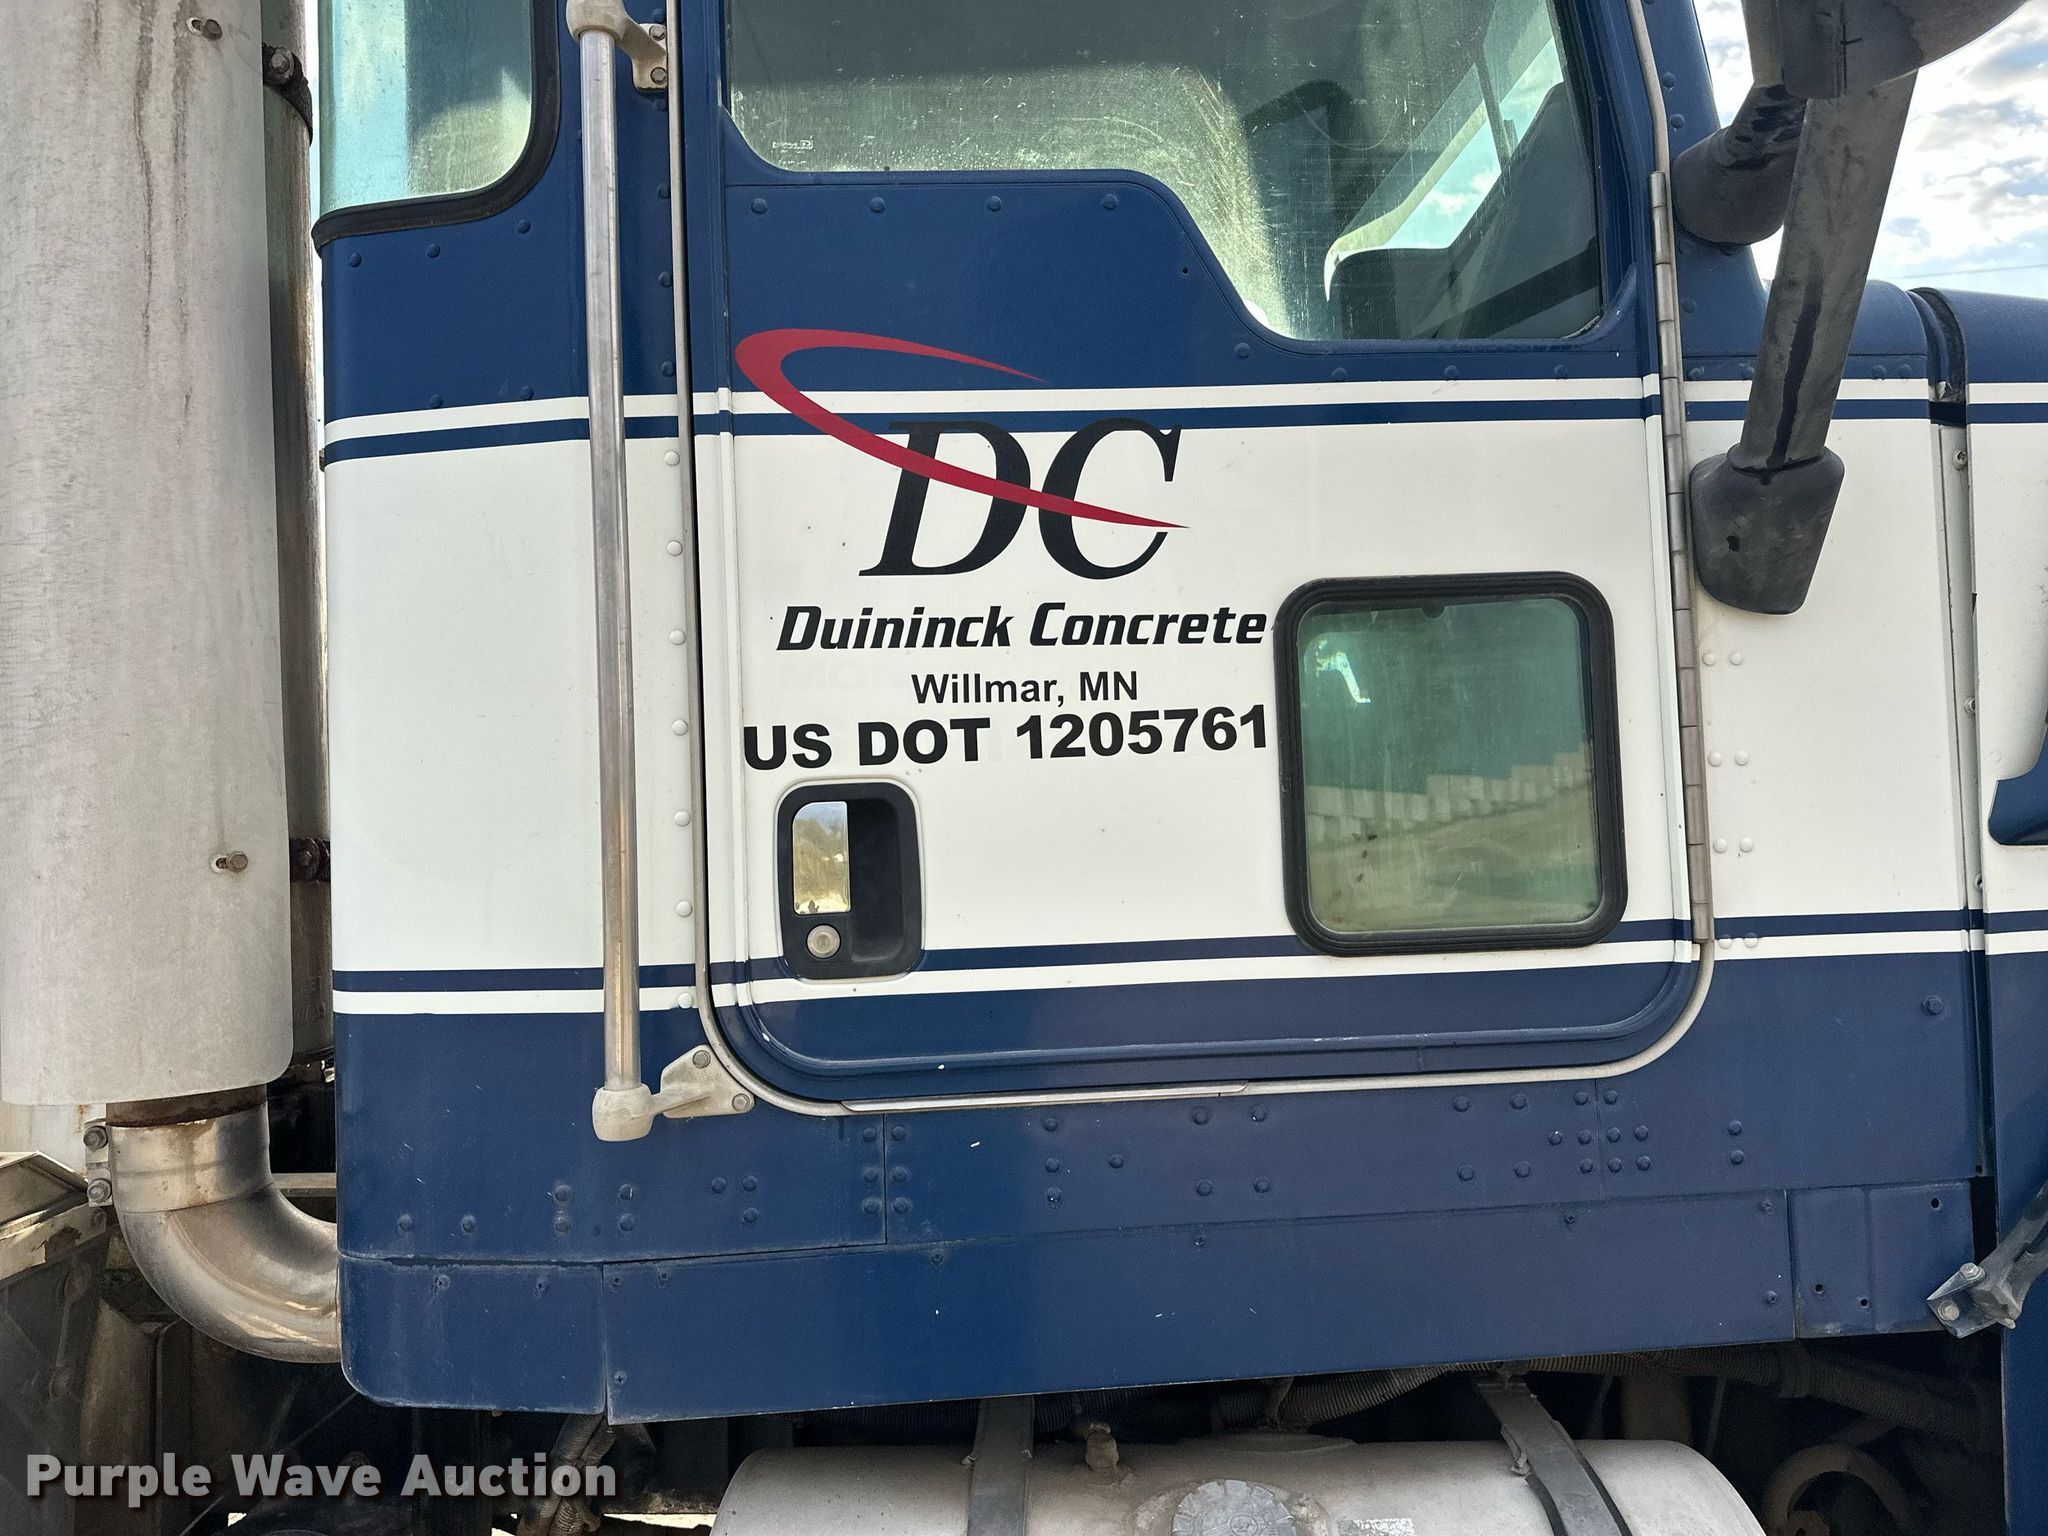 DC
Duininck Concrete
Willmar, MN
US DOT 1205761
Purple Wave Auction